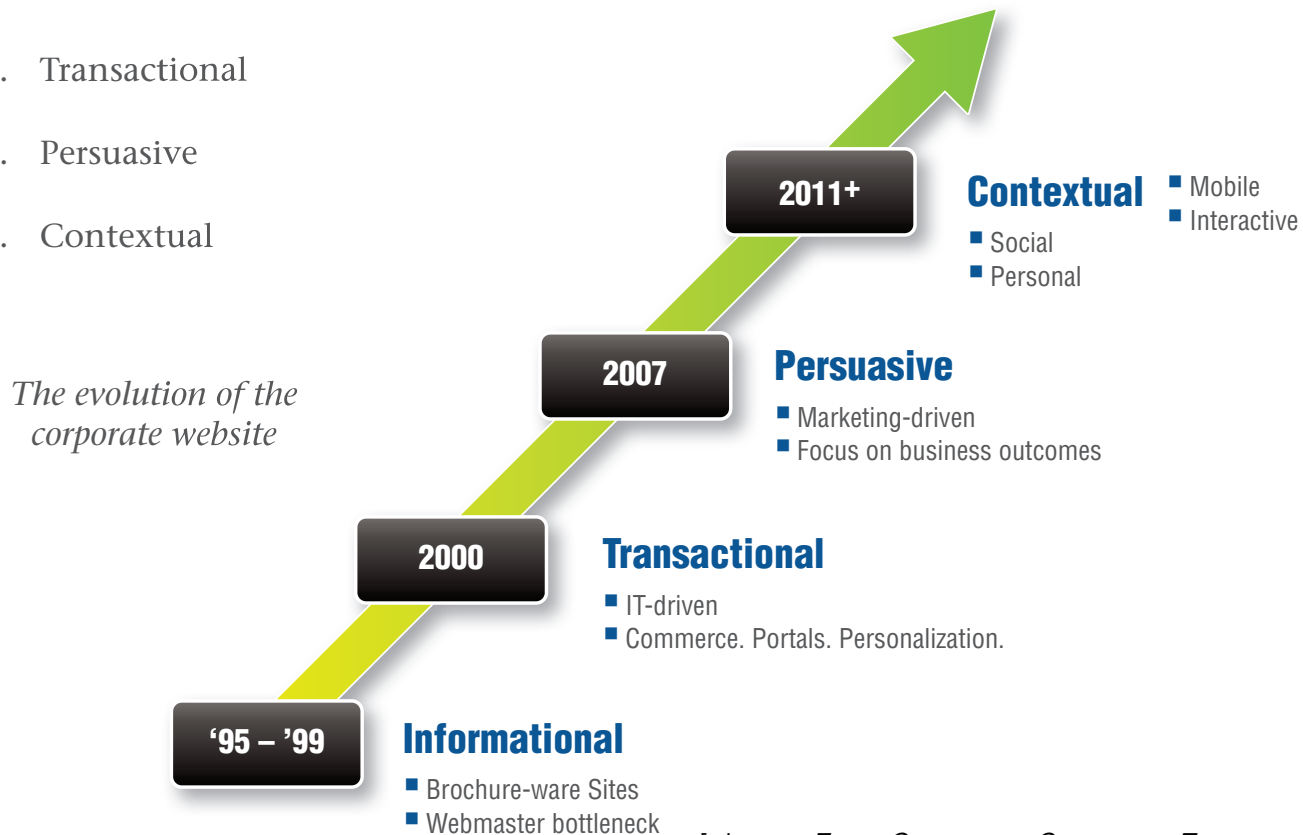 . Transactional
. Persuasive
. Contextual
The evolution of the
corporate website
2011+
Contextual
■ Social
■ Personal
■ Mobile
■ Interactive
2007
Persuasive
■ Marketing-driven
■ Focus on business outcomes
2000
Transactional
■ IT-driven
■ Commerce. Portals. Personalization.
‘95 – ’99
Informational
■ Brochure-ware Sites
■ Webmaster bottleneck